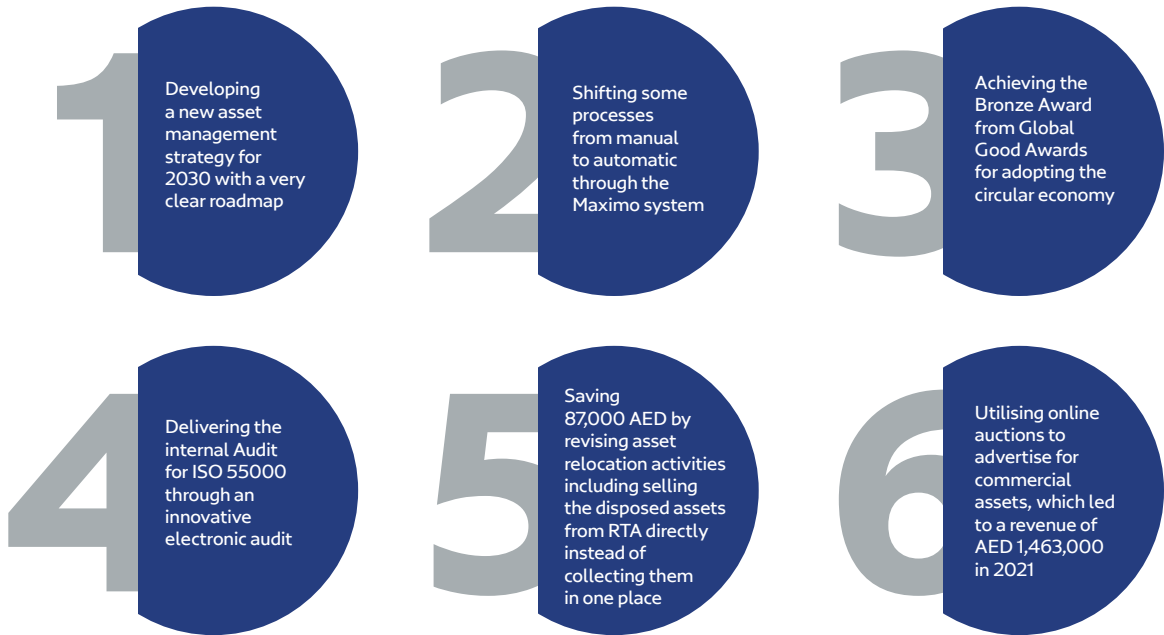 1
Developing
a new asset
management
strategy for
2030 with a very
clear roadmap
2
Shifting some
processes
from manual
to automatic
through the
Maximo system
3
Achieving the
Bronze Award
from Global
Good Awards
for adopting the
circular economy
4
Delivering the
internal Audit
for ISO 55000
through an
innovative
electronic audit
5
Saving
87,000 AED by
revising asset
relocation activities
including selling
the disposed assets
from RTA directly
instead of
collecting them
in one place
6
Utilising online
auctions to
advertise for
commercial
assets, which led
to a revenue of
AED 1,463,000
in 2021